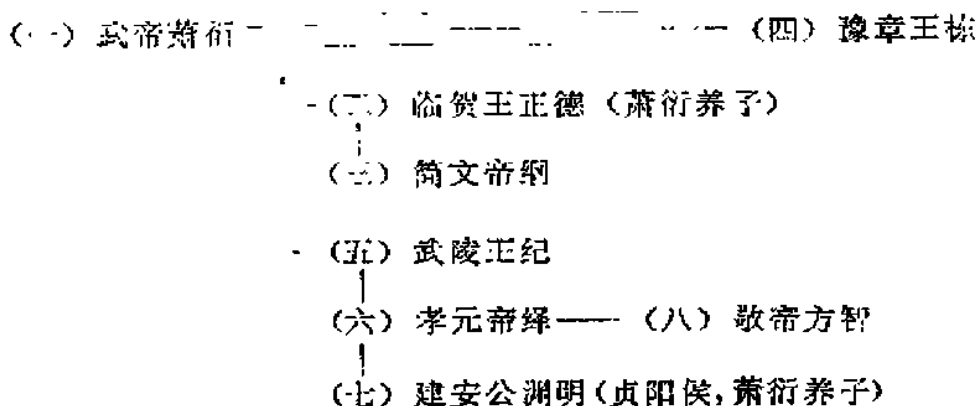 （一）武帝萧衍——（四）豫章王栋
（二）临贺王正德（萧衍养子）
（三）简文帝纲
（五）武陵王纪
（六）孝元帝绎——（八）敬帝方智
（七）建安公渊明（贞阳侯，萧衍养子）